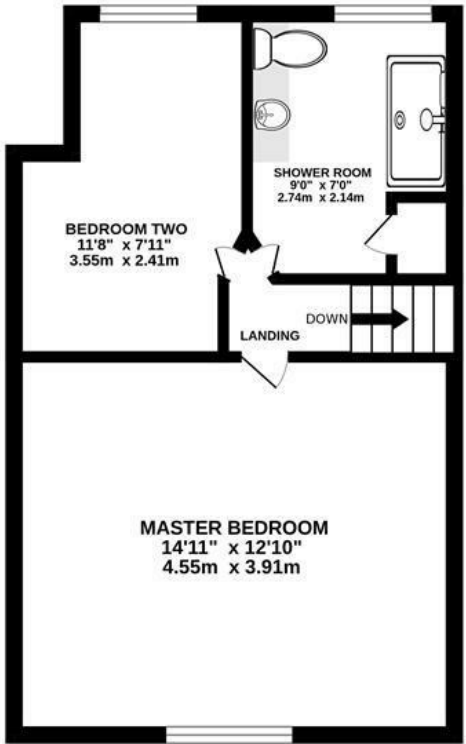 SHOWER ROOM
9'0" x 7'0"
2.74m x 2.14m
BEDROOM TWO
11'8" x 7'11"
3.55m x 2.41m
DOWN
LANDING
MASTER BEDROOM
14'11" x 12'10"
4.55m x 3.91m